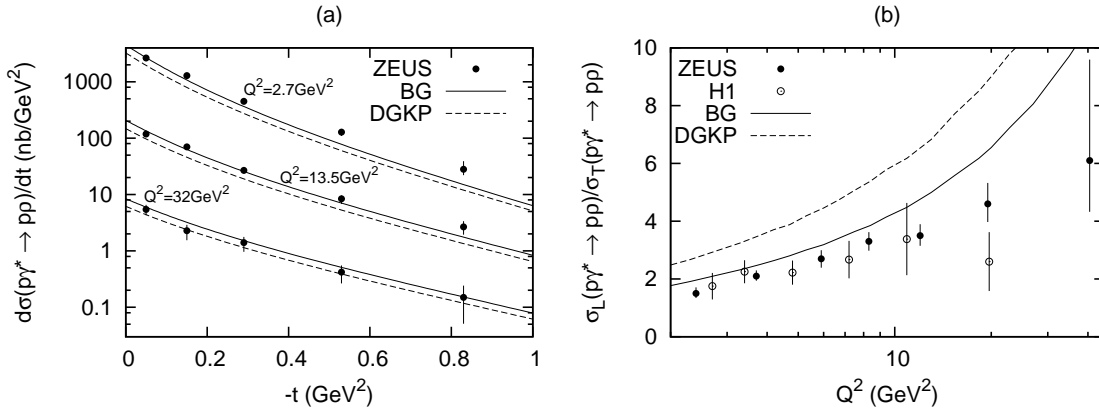 (a)
dσ(pγ* → pρ)/dt (nb/GeV²)
1000
100
10
1
0.1
0
0.2
0.4
0.6
0.8
1
-t (GeV²)
ZEUS
BG
DGKP
Q²=2.7GeV²
Q²=13.5GeV²
Q²=32GeV²
(b)
σL(pγ* → pρ)/σT(pγ* → pρ)
10
8
6
4
2
0
10
Q² (GeV²)
ZEUS
H1
BG
DGKP